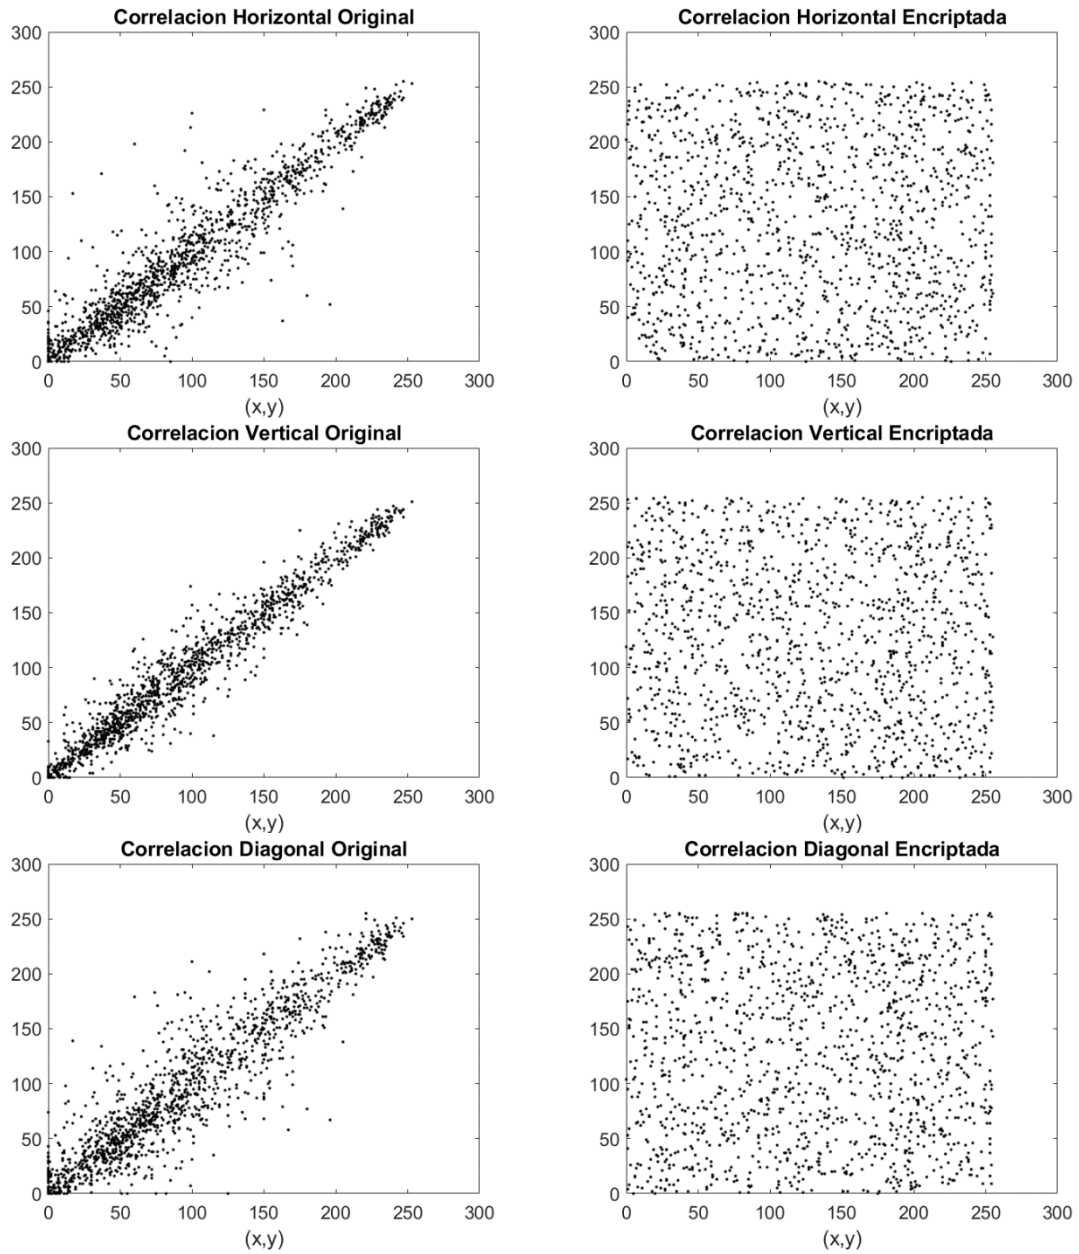 Correlacion Horizontal Original
300
250
200
150
100
50
0
0 50 100 150 200 250 300
(x,y)
Correlacion Horizontal Encriptada
300
250
200
150
100
50
0
0 50 100 150 200 250 300
(x,y)
Correlacion Vertical Original
300
250
200
150
100
50
0
0 50 100 150 200 250 300
(x,y)
Correlacion Vertical Encriptada
300
250
200
150
100
50
0
0 50 100 150 200 250 300
(x,y)
Correlacion Diagonal Original
300
250
200
150
100
50
0
0 50 100 150 200 250 300
(x,y)
Correlacion Diagonal Encriptada
300
250
200
150
100
50
0
0 50 100 150 200 250 300
(x,y)